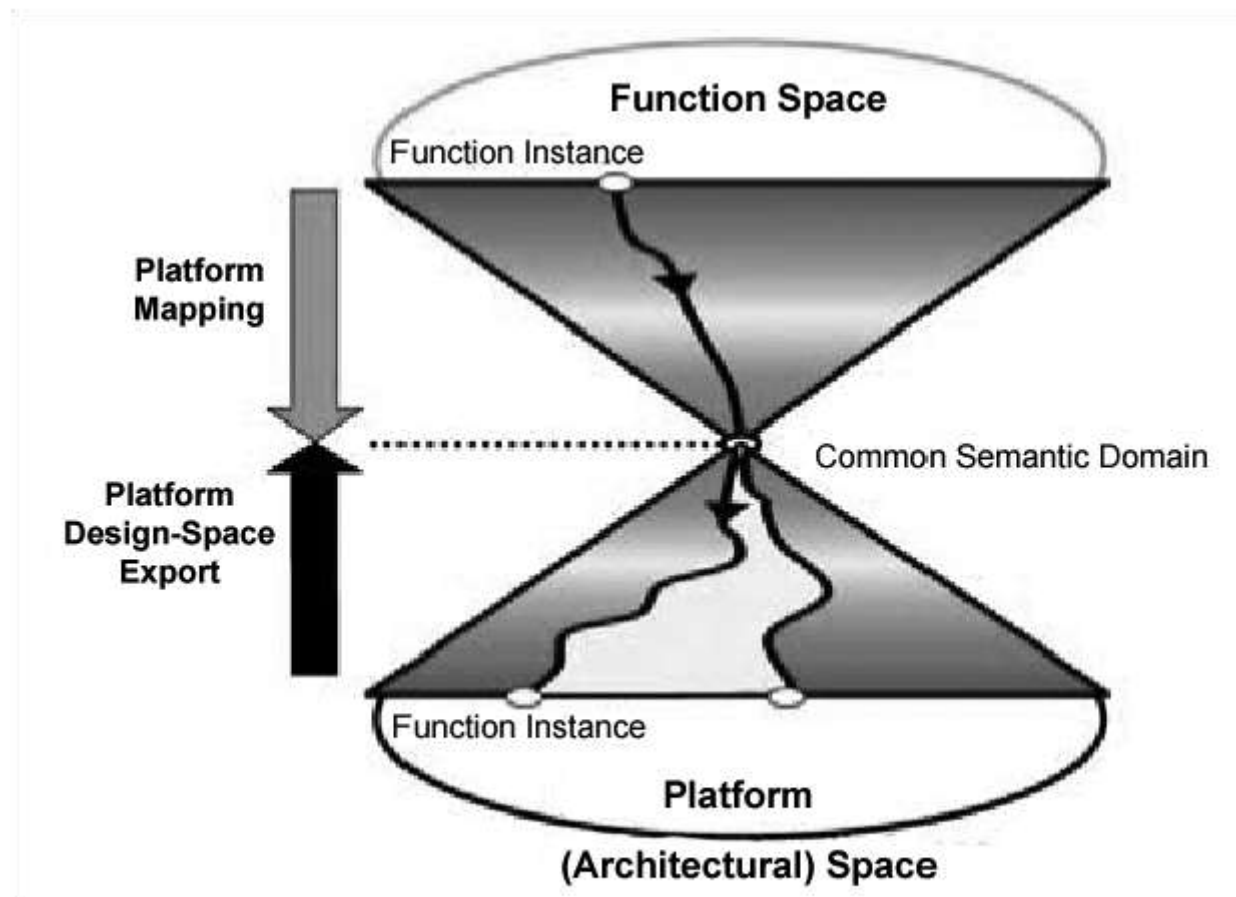 Function Space
Function Instance
Platform
Mapping
Common Semantic Domain
Platform
Design-Space
Export
Function Instance
Platform
(Architectural) Space